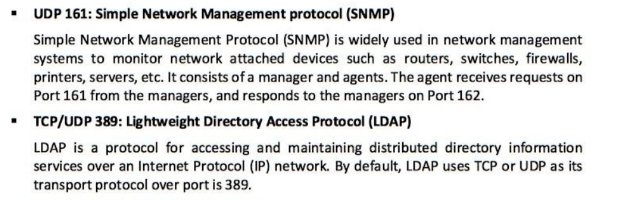 ▪ UDP 161: Simple Network Management protocol (SNMP)
Simple Network Management Protocol (SNMP) is widely used in network management
systems to monitor network attached devices such as routers, switches, firewalls,
printers, servers, etc. It consists of a manager and agents. The agent receives requests on
Port 161 from the managers, and responds to the managers on Port 162.
▪ TCP/UDP 389: Lightweight Directory Access Protocol (LDAP)
LDAP is a protocol for accessing and maintaining distributed directory information
services over an Internet Protocol (IP) network. By default, LDAP uses TCP or UDP as its
transport protocol over port is 389.